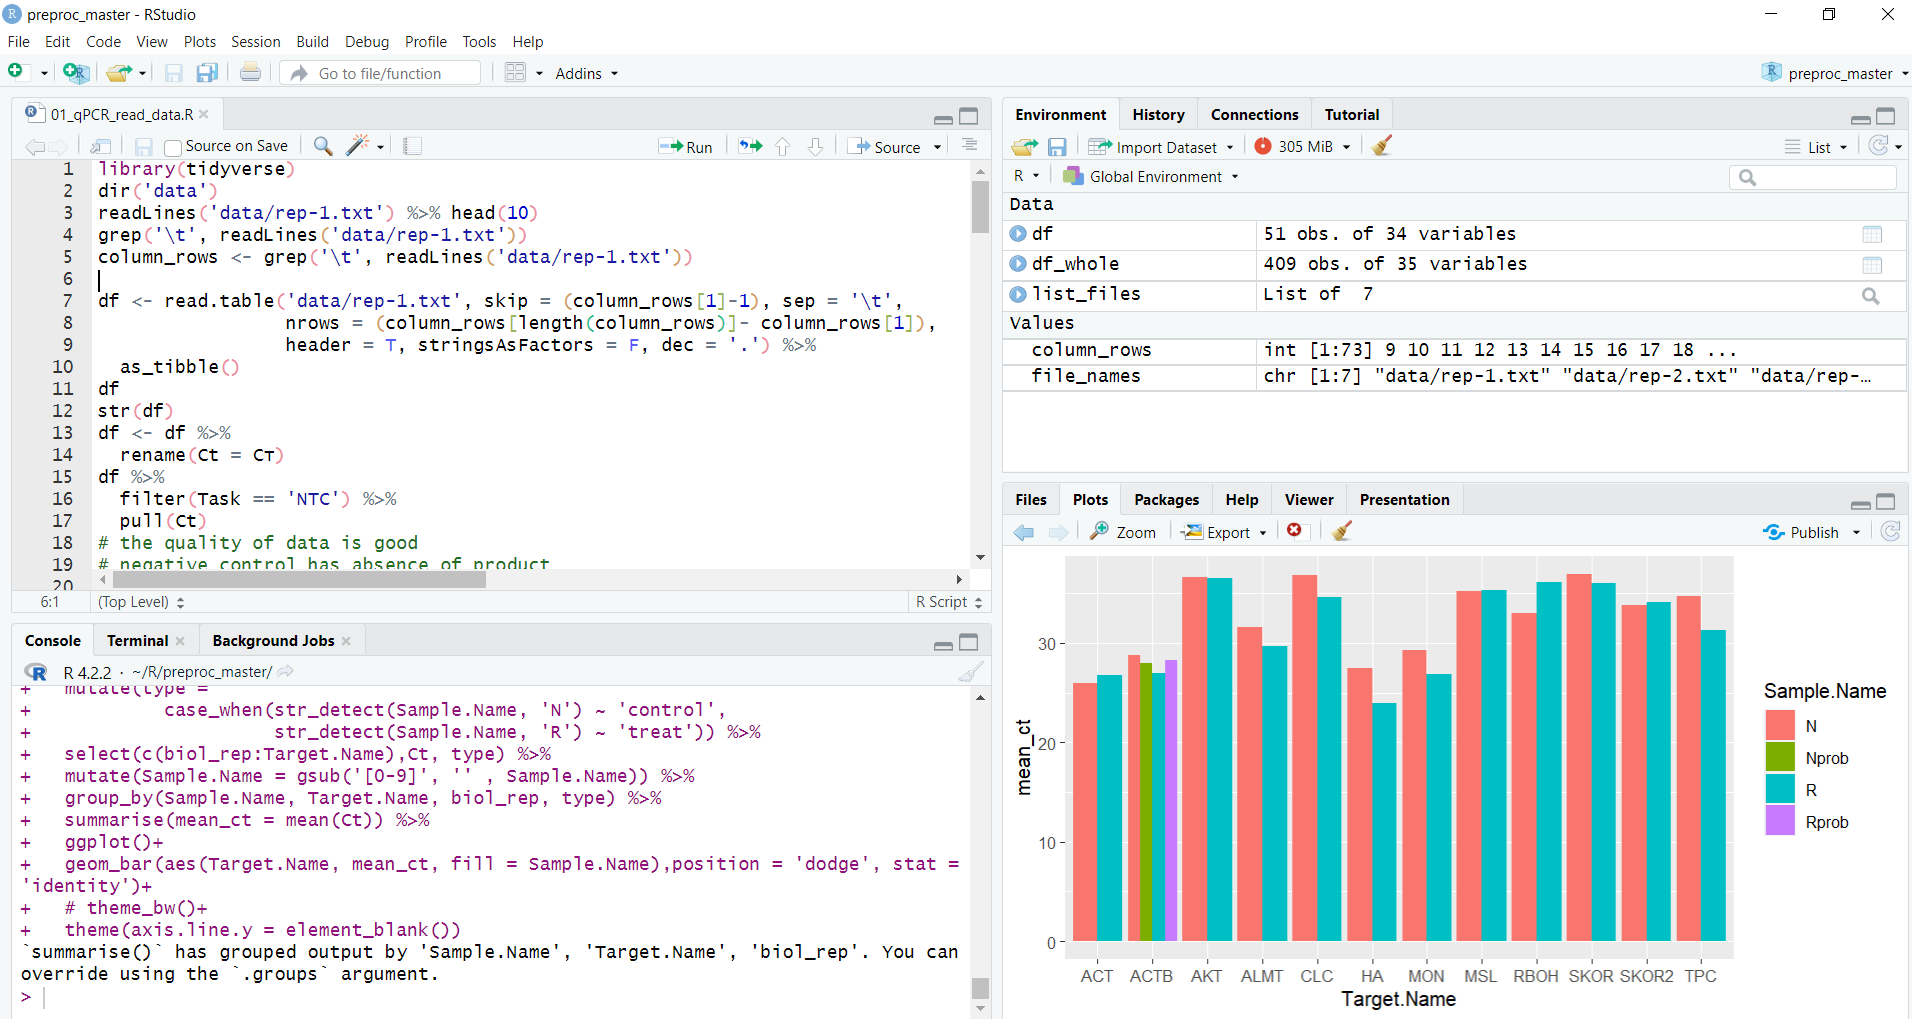 preproc_master - RStudio
File Edit Code View Plots Session Build Debug Profile Tools Help
Go to file/function Addins preproc_master
01_qPCR_read_data.R
Source on Save Run Source
1 library(tidyverse)
2 dir('data')
3 readLines('data/rep-1.txt') %>% head(10)
4 grep('\t', readLines('data/rep-1.txt'))
5 column_rows <- grep('\t', readLines('data/rep-1.txt'))
6
7 df <- read.table('data/rep-1.txt', skip = (column_rows[1]-1), sep = '\t',
8 nrows = (column_rows[length(column_rows)]- column_rows[1]),
9 header = T, stringsAsFactors = F, dec = '.') %>%
10 as_tibble()
11 df
12 str(df)
13 df <- df %>%
14 rename(Ct = Cт)
15 df %>%
16 filter(Task == 'NTC') %>%
17 pull(Ct)
18 # the quality of data is good
19 # negative control has absence of product
20
6:1 (Top Level) R Script
Console Terminal Background Jobs
R 4.2.2 · ~/R/preproc_master/
+ mutate(type =
+ case_when(str_detect(Sample.Name, 'N') ~ 'control',
+ str_detect(Sample.Name, 'R') ~ 'treat')) %>%
+ select(c(biol_rep:Target.Name),Ct, type) %>%
+ mutate(Sample.Name = gsub('[0-9]', '' , Sample.Name)) %>%
+ group_by(Sample.Name, Target.Name, biol_rep, type) %>%
+ summarise(mean_ct = mean(Ct)) %>%
+ ggplot()+
+ geom_bar(aes(Target.Name, mean_ct, fill = Sample.Name),position = 'dodge', stat =
'identity')+
+ # theme_bw()+
+ theme(axis.line.y = element_blank())
`summarise()` has grouped output by 'Sample.Name', 'Target.Name', 'biol_rep'. You can
override using the `.groups` argument.
>
Environment History Connections Tutorial
Import Dataset 305 MiB List
R Global Environment
Data
df 51 obs. of 34 variables
df_whole 409 obs. of 35 variables
list_files List of 7
Values
column_rows int [1:73] 9 10 11 12 13 14 15 16 17 18 ...
file_names chr [1:7] "data/rep-1.txt" "data/rep-2.txt" "data/rep-…
Files Plots Packages Help Viewer Presentation
Zoom Export Publish
30
20
10
0
mean_ct
ACT ACTB AKT ALMT CLC HA MON MSL RBOH SKOR SKOR2 TPC
Target.Name
Sample.Name
N
Nprob
R
Rprob